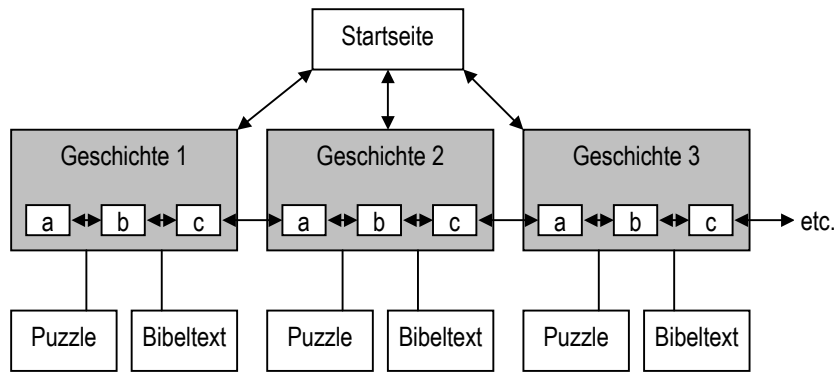 Startseite
Geschichte 1 Geschichte 2 Geschichte 3
a b c a b c a b c etc.
Puzzle Bibeltext Puzzle Bibeltext Puzzle Bibeltext